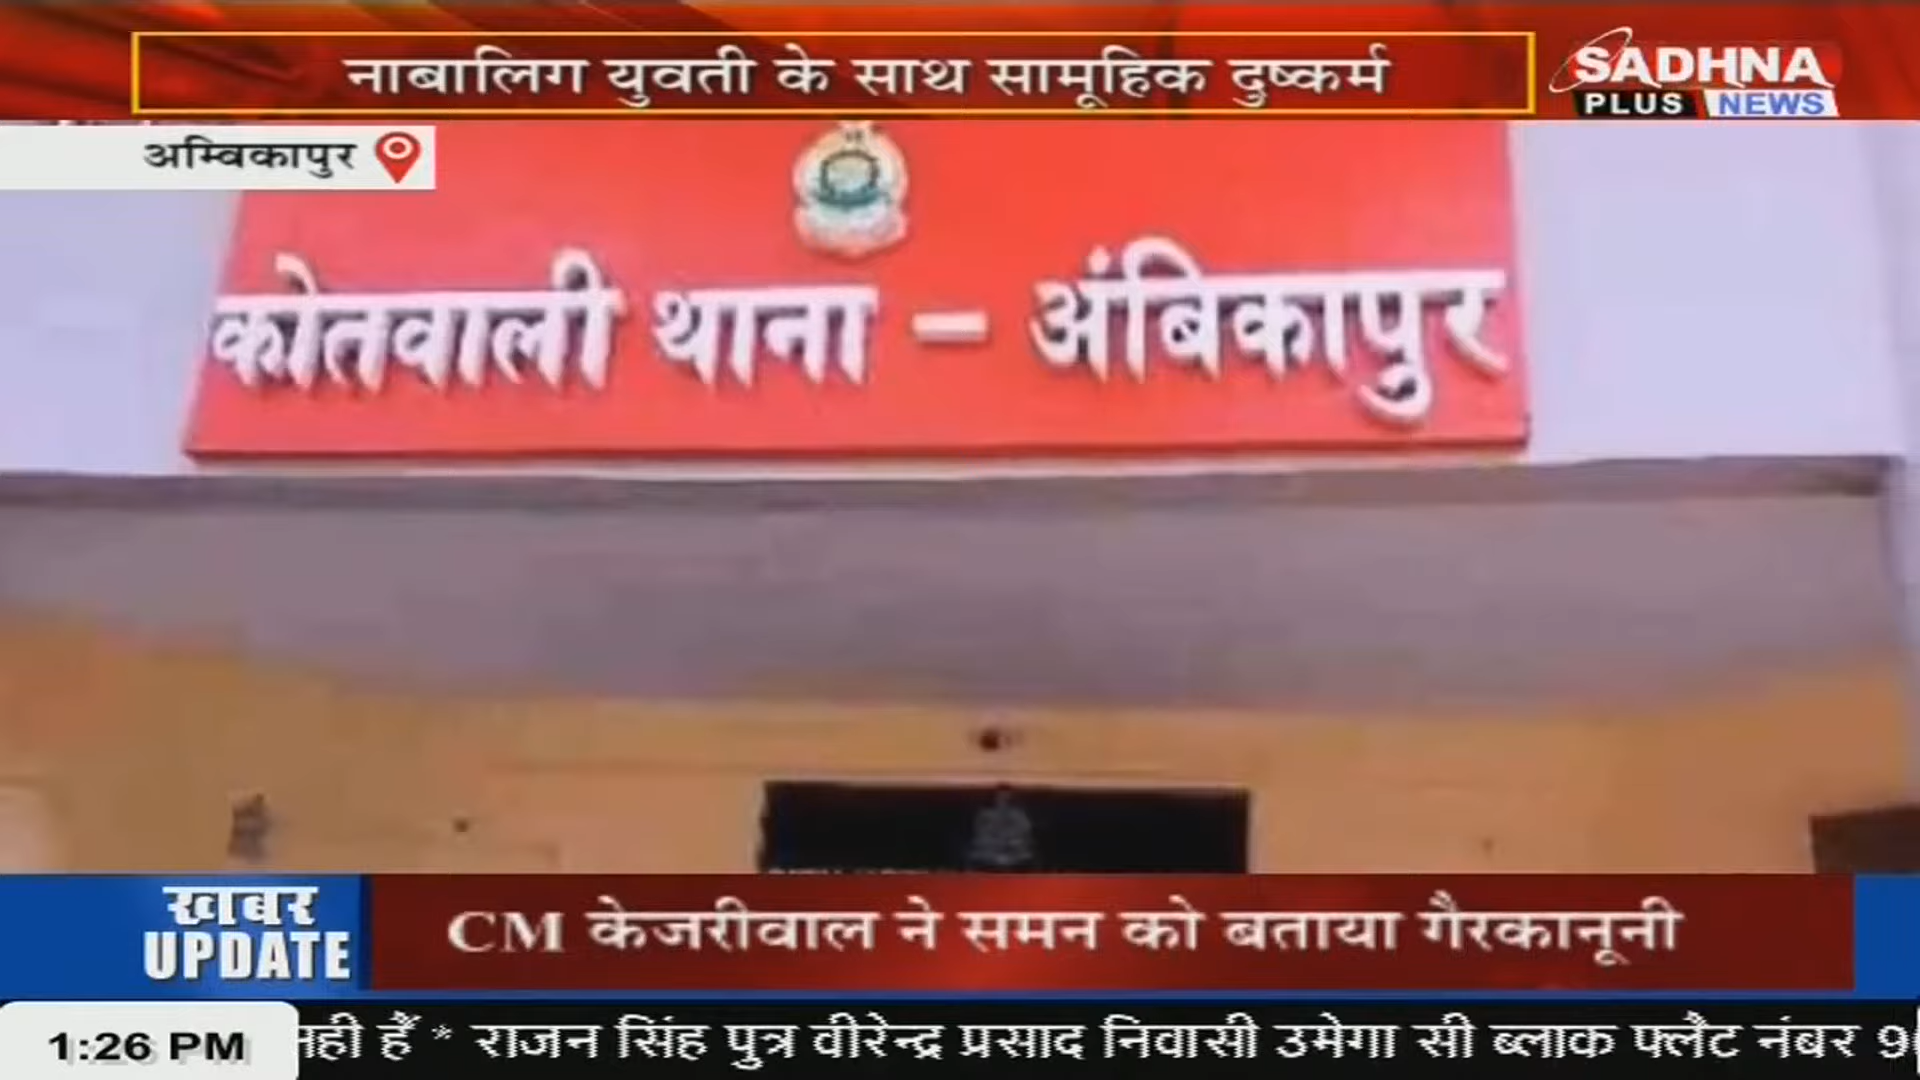 नाबालिग युवती के साथ सामूहिक दुष्कर्म
SADHNA
PLUS NEWS
अम्बिकापुर
कोतवाली थाना - अंबिकापुर
खबर
UPDATE
CM केजरीवाल ने समन को बताया गैरकानूनी
1:26 PM
नही हैं * राजन सिंह पुत्र वीरेन्द्र प्रसाद निवासी उमेगा सी ब्लाक फ्लैट नंबर